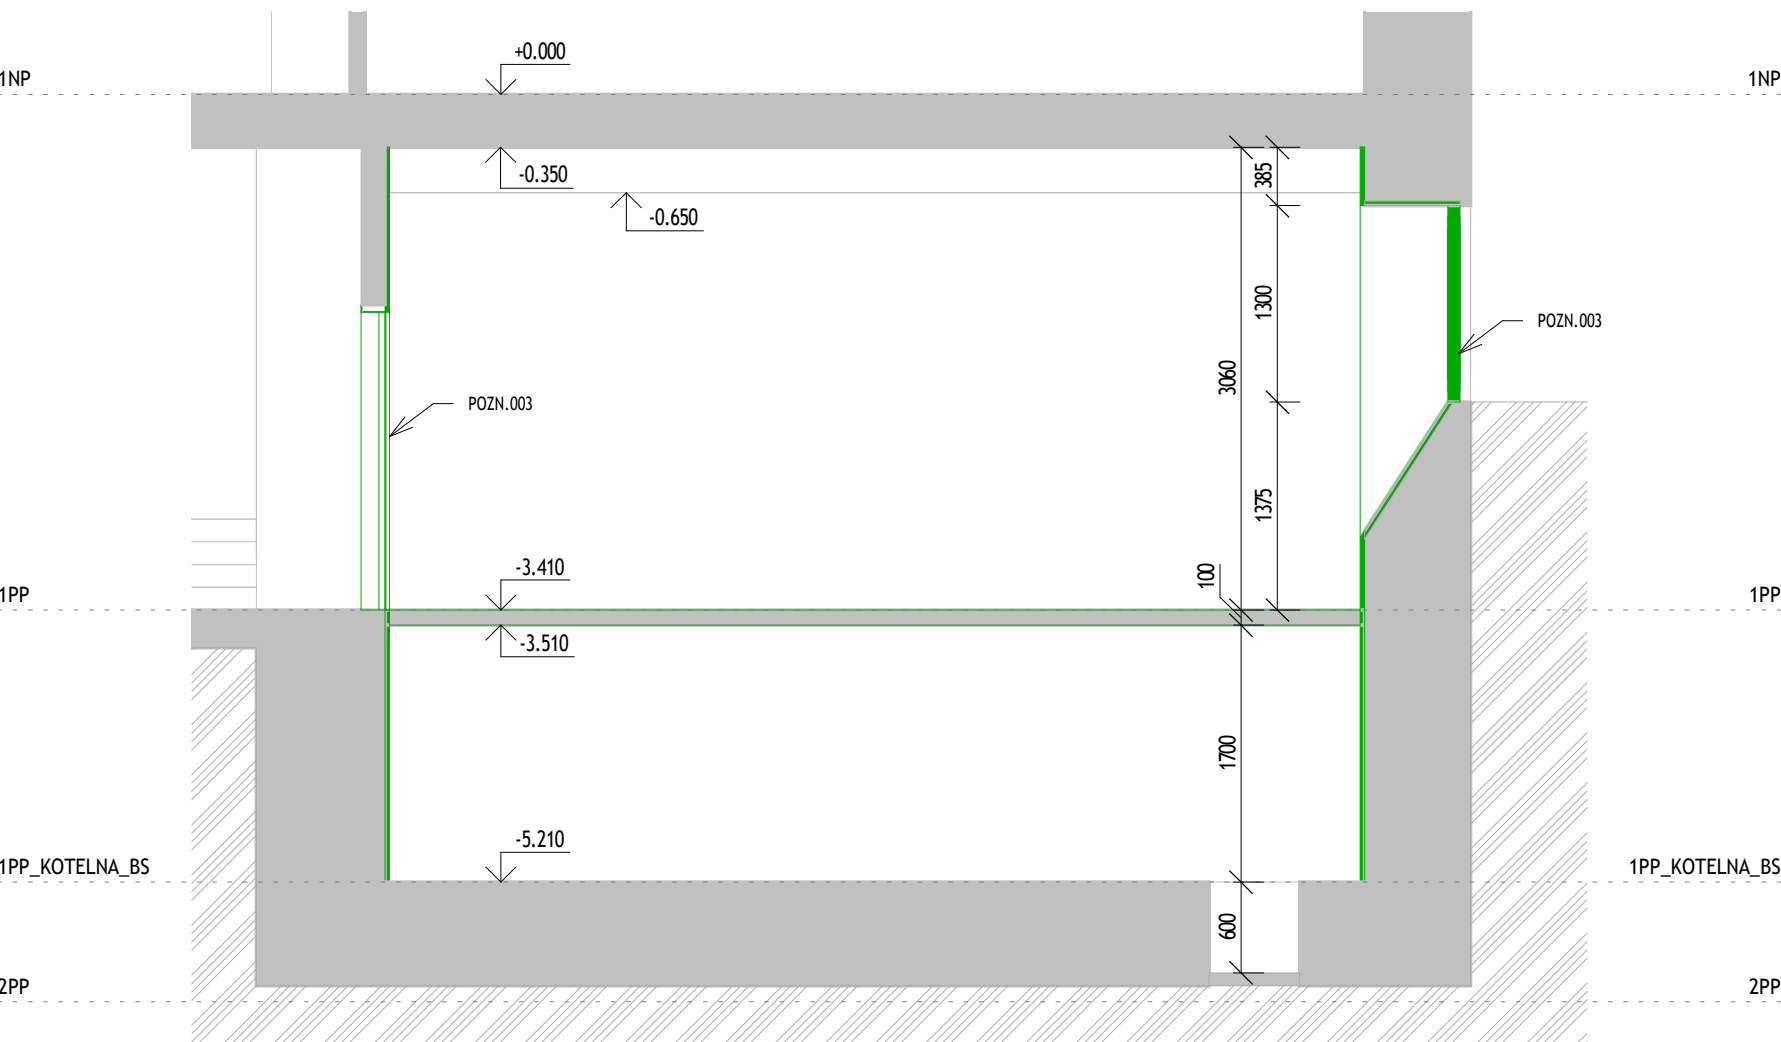 +0.000
1NP
1NP
-0.350
385
-0.650
1300
POZN.003
3060
POZN.003
1375
-3.410
100
1PP
1PP
-3.510
1700
-5.210
1PP_KOTELNA_BS
1PP_KOTELNA_BS
600
2PP
2PP